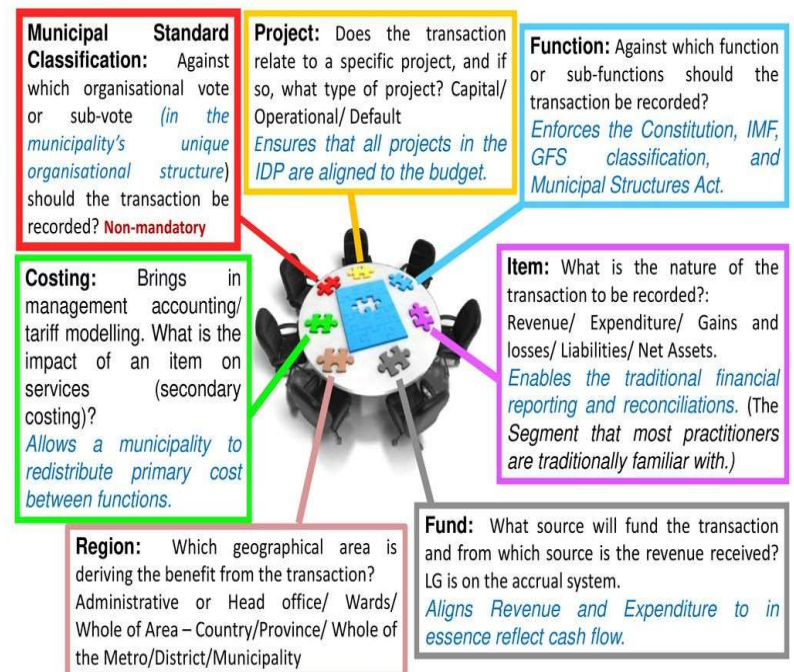 Municipal Standard
Classification: Against
which organisational vote
or sub-vote (in the
municipality's unique
organisational structure)
should the transaction be
recorded? Non-mandatory
Project: Does the transaction
relate to a specific project, and if
so, what type of project? Capital/
Operational/ Default
Ensures that all projects in the
IDP are aligned to the budget.
Function: Against which function
or sub-functions should the
transaction be recorded?
Enforces the Constitution, IMF,
GFS classification, and
Municipal Structures Act.
Costing: Brings in
management accounting/
tariff modelling. What is the
impact of an item on
services (secondary
costing)?
Allows a municipality to
redistribute primary cost
between functions.
Item: What is the nature of the
transaction to be recorded?:
Revenue/ Expenditure/ Gains and
losses/ Liabilities/ Net Assets.
Enables the traditional financial
reporting and reconciliations. (The
Segment that most practitioners
are traditionally familiar with.)
Region: Which geographical area is
deriving the benefit from the transaction?
Administrative or Head office/ Wards/
Whole of Area – Country/Province/ Whole of
the Metro/District/Municipality
Fund: What source will fund the transaction
and from which source is the revenue received?
LG is on the accrual system.
Aligns Revenue and Expenditure to in
essence reflect cash flow.